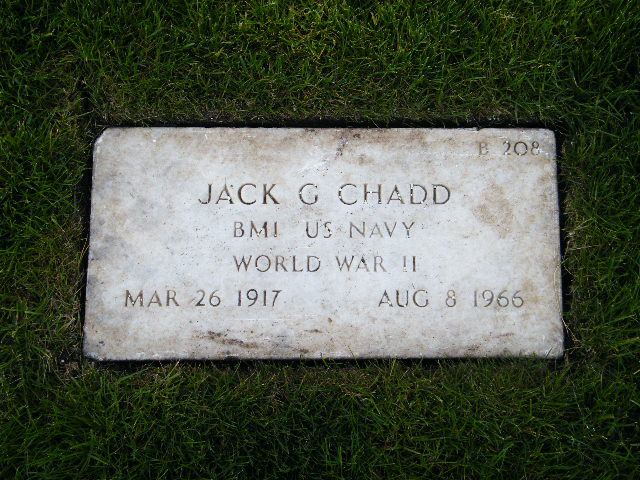 B 208
JACK G CHADD
BM1 US NAVY
WORLD WAR II
MAR 26 1917 AUG 8 1966